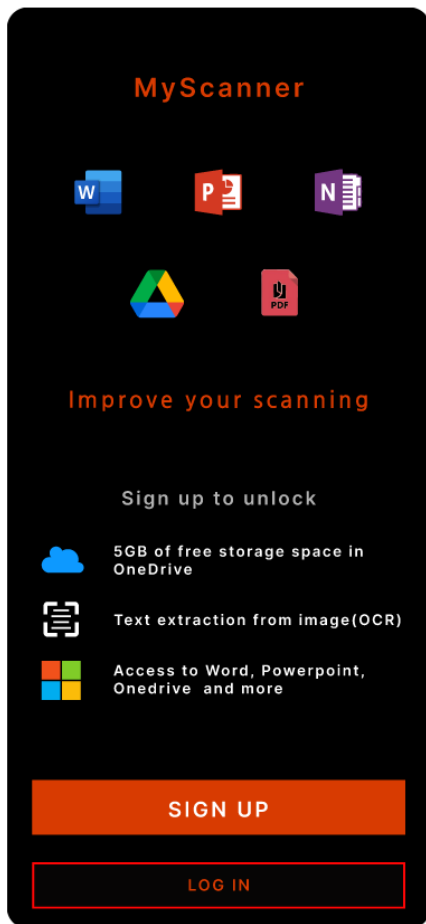 MyScanner
W
P
N
PDF
Improve your scanning
Sign up to unlock
5GB of free storage space in
OneDrive
Text extraction from image(OCR)
Access to Word, Powerpoint,
Onedrive and more
SIGN UP
LOG IN